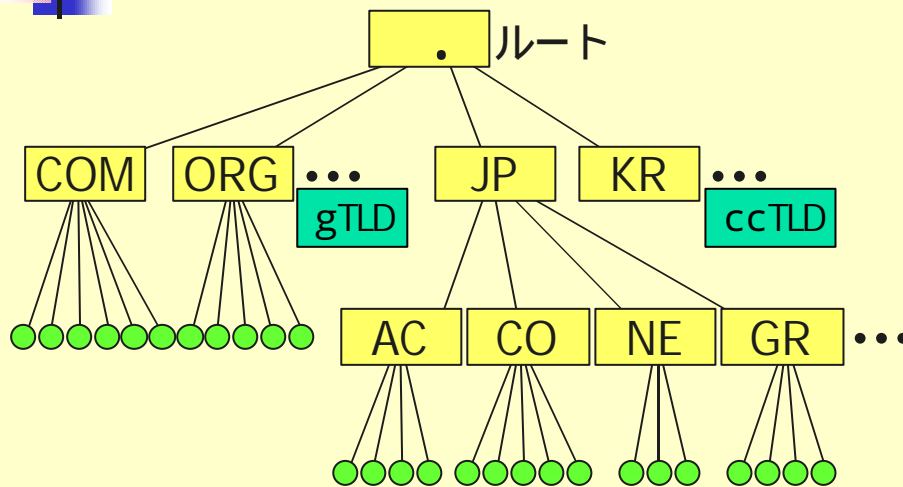 . ルート
COM ORG ••• JP KR •••
gTLD ccTLD
AC CO NE GR •••